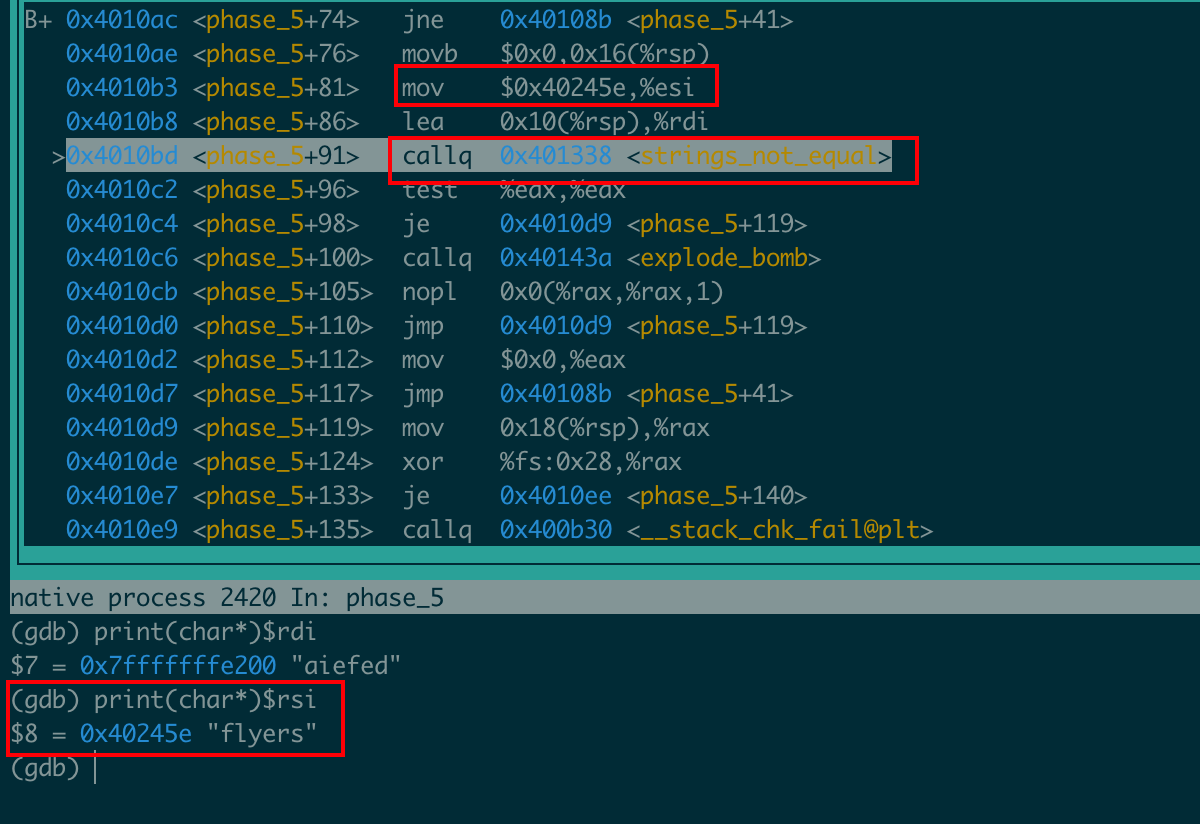 B+ 0x4010ac <phase_5+74> jne 0x40108b <phase_5+41>
0x4010ae <phase_5+76> movb $0x0,0x16(%rsp)
0x4010b3 <phase_5+81> mov $0x40245e,%esi
0x4010b8 <phase_5+86> lea 0x10(%rsp),%rdi
>0x4010bd <phase_5+91> callq 0x401338 <strings_not_equal>
0x4010c2 <phase_5+96> test %eax,%eax
0x4010c4 <phase_5+98> je 0x4010d9 <phase_5+119>
0x4010c6 <phase_5+100> callq 0x40143a <explode_bomb>
0x4010cb <phase_5+105> nopl 0x0(%rax,%rax,1)
0x4010d0 <phase_5+110> jmp 0x4010d9 <phase_5+119>
0x4010d2 <phase_5+112> mov $0x0,%eax
0x4010d7 <phase_5+117> jmp 0x40108b <phase_5+41>
0x4010d9 <phase_5+119> mov 0x18(%rsp),%rax
0x4010de <phase_5+124> xor %fs:0x28,%rax
0x4010e7 <phase_5+133> je 0x4010ee <phase_5+140>
0x4010e9 <phase_5+135> callq 0x400b30 <__stack_chk_fail@plt>
native process 2420 In: phase_5
(gdb) print(char*)$rdi
$7 = 0x7fffffffe200 "aiefed"
(gdb) print(char*)$rsi
$8 = 0x40245e "flyers"
(gdb)